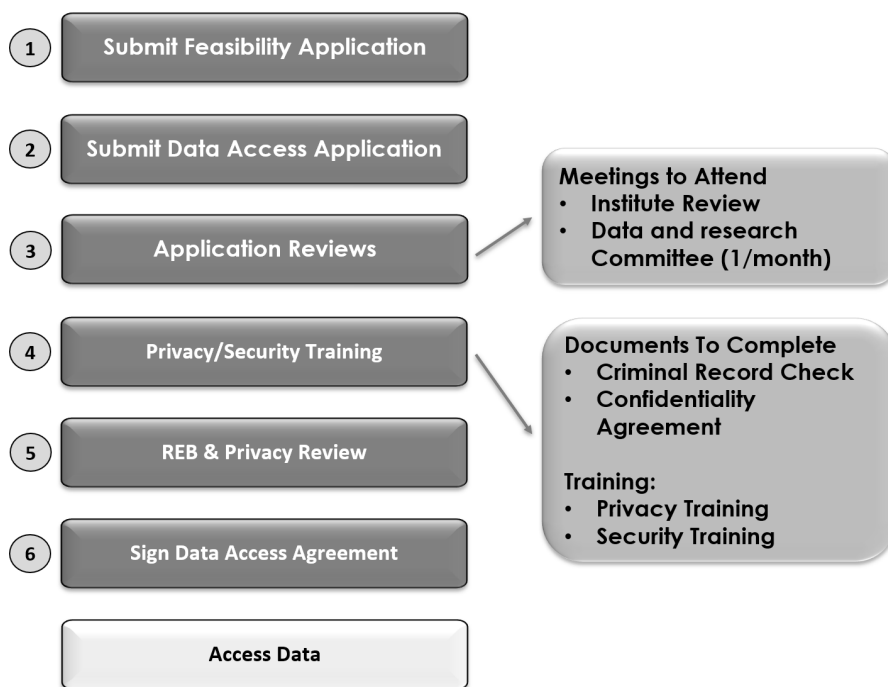 1
Submit Feasibility Application
2
Submit Data Access Application
3
Application Reviews
Meetings to Attend
• Institute Review
• Data and research
Committee (1/month)
4
Privacy/Security Training
Documents To Complete
• Criminal Record Check
• Confidentiality
Agreement
Training:
• Privacy Training
• Security Training
5
REB & Privacy Review
6
Sign Data Access Agreement
Access Data